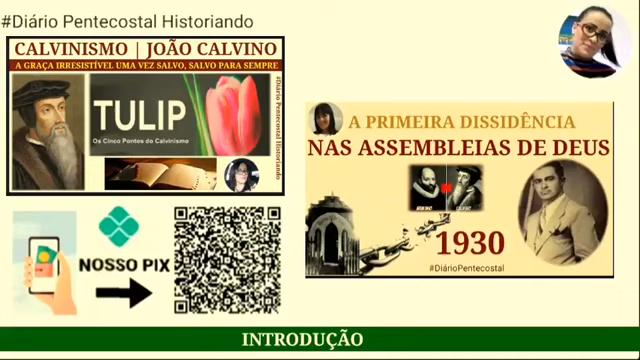 #Diário Pentecostal Historiando
CALVINISMO | JOÃO CALVINO
A GRAÇA IRRESISTÍVEL UMA VEZ SALVO, SALVO PARA SEMPRE
TULIP
Os Cinco Pontos do Calvinismo
#Diário Pentecostal Historiando
NOSSO PIX
A PRIMEIRA DISSIDÊNCIA
NAS ASSEMBLEIAS DE DEUS
1930
#DiárioPentecostal
INTRODUÇÃO